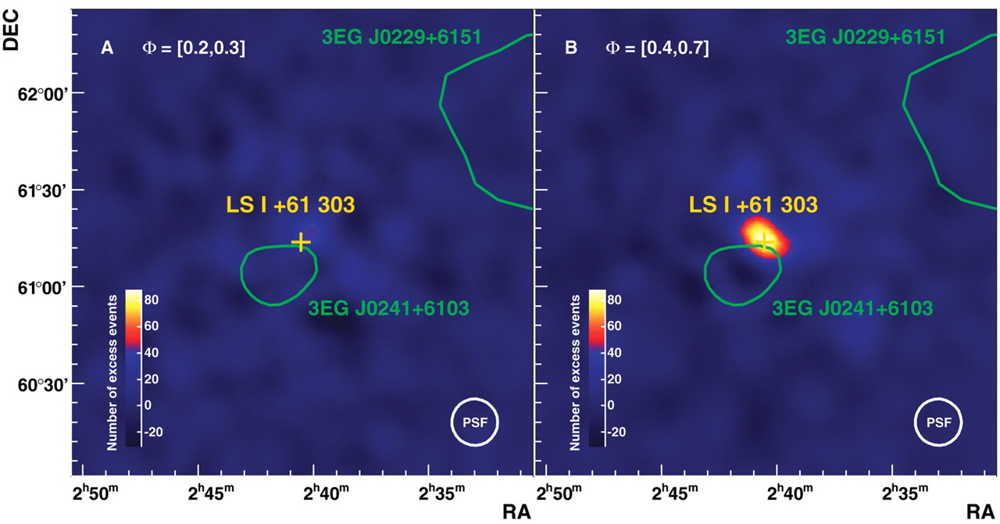 DEC
A Φ = [0.2,0.3]
3EG J0229+6151
LS I +61 303
3EG J0241+6103
Number of excess events
80
60
40
20
0
-20
PSF
62°00’
61°30’
61°00’
60°30’
2ʰ50ᵐ 2ʰ45ᵐ 2ʰ40ᵐ 2ʰ35ᵐ
RA
B Φ = [0.4,0.7]
3EG J0229+6151
LS I +61 303
3EG J0241+6103
Number of excess events
80
60
40
20
0
-20
PSF
2ʰ50ᵐ 2ʰ45ᵐ 2ʰ40ᵐ 2ʰ35ᵐ
RA